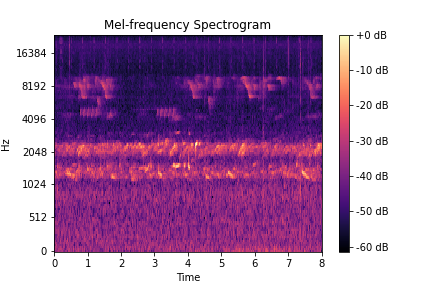 Mel-frequency Spectrogram
+0 dB
16384
-10 dB
8192
-20 dB
4096
-30 dB
Hz
2048
-40 dB
1024
-50 dB
512
0
-60 dB
0 1 2 3 4 5 6 7 8
Time